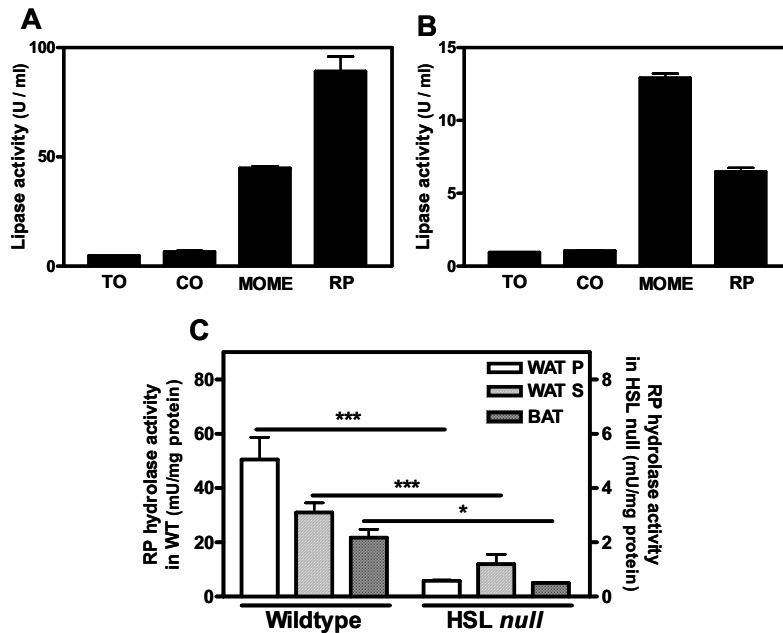 A
Lipase activity (U / ml)
100
50
0
TO CO MOME RP
B
Lipase activity (U / ml)
15
10
5
0
TO CO MOME RP
C
RP hydrolase activity
in WT (mU/mg protein)
80
60
40
20
0
***
***
*
WAT P
WAT S
BAT
8
6
4
2
0
RP hydrolase activity
in HSL null (mU/mg protein)
Wildtype HSL null